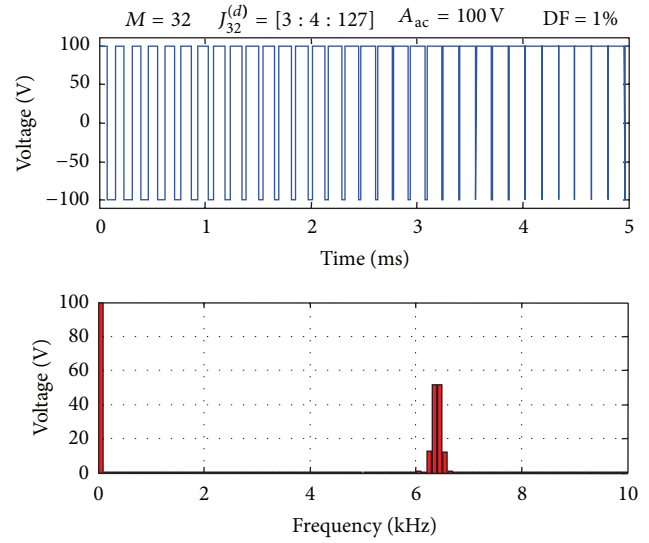 M = 32 J₃₂⁽ᵈ⁾ = [3 : 4 : 127] A_ac = 100 V DF = 1%
100
50
0
−50
−100
Voltage (V)
0 1 2 3 4 5
Time (ms)
100
80
60
40
20
0
Voltage (V)
0 2 4 6 8 10
Frequency (kHz)